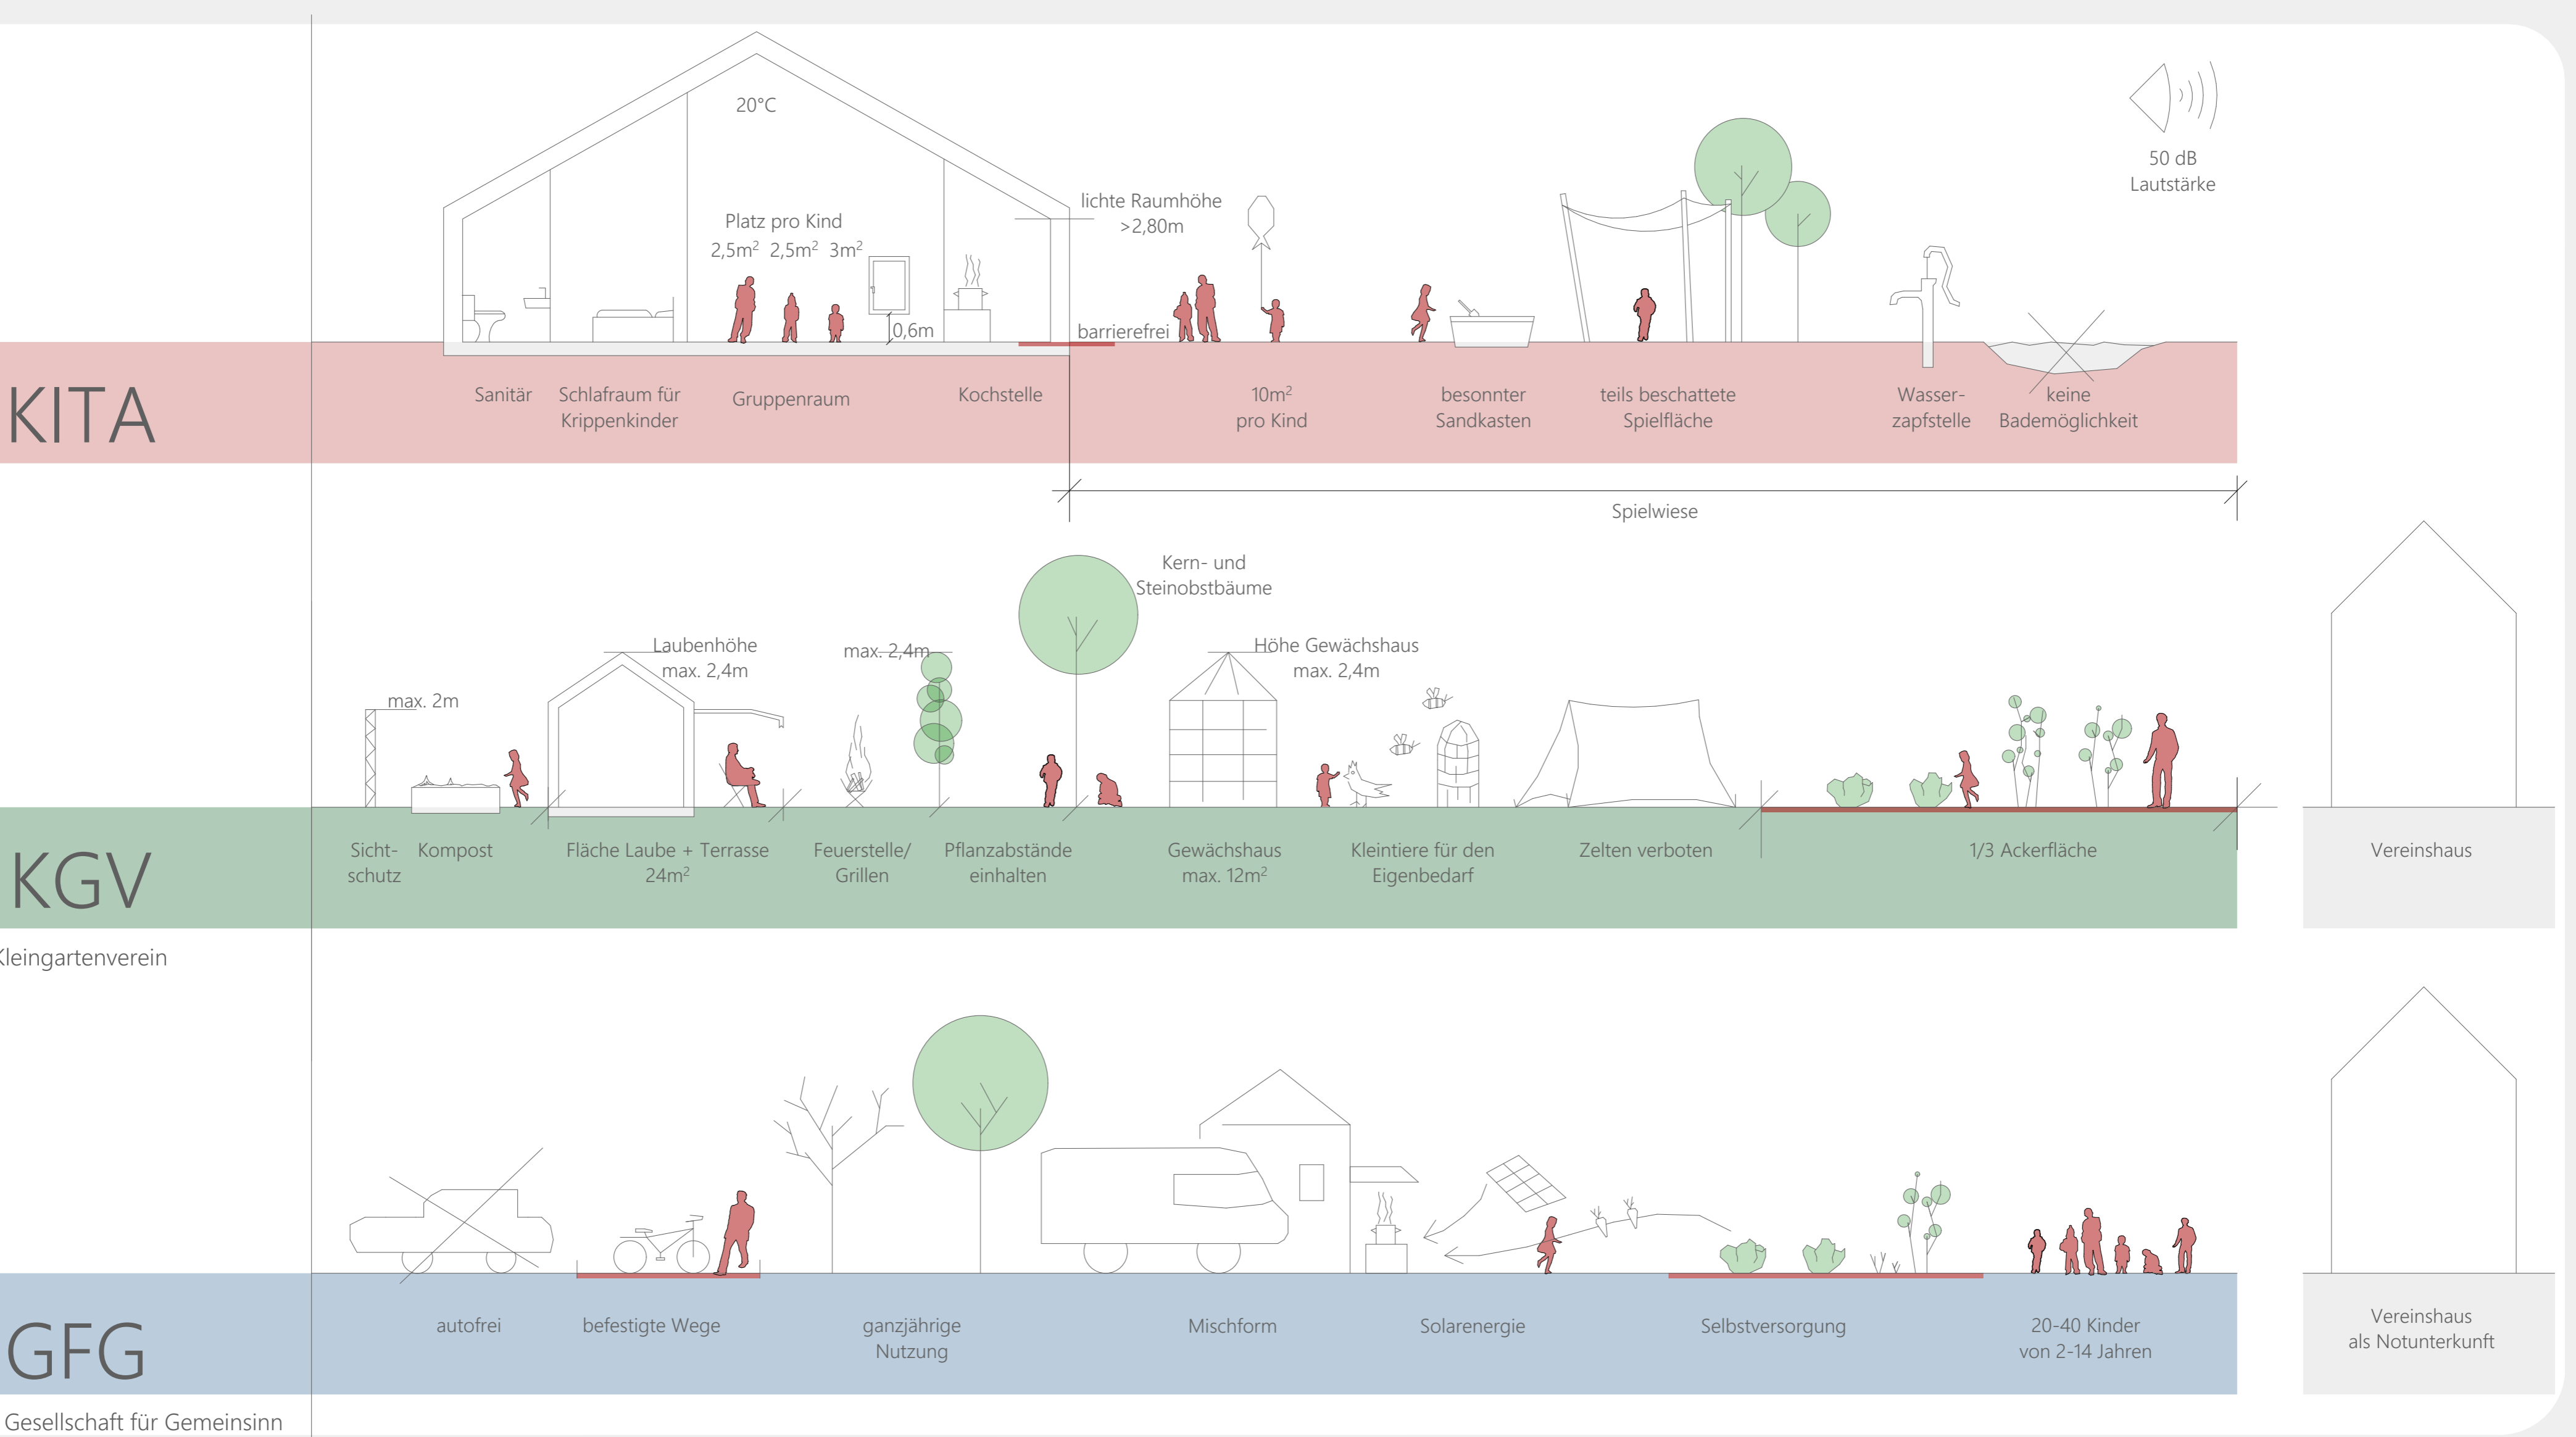 20°C
Platz pro Kind
2,5m² 2,5m² 3m²
lichte Raumhöhe
>2,80m
0,6m
barrierefrei
50 dB
Lautstärke
KITA
Sanitär
Schlafraum für
Krippenkinder
Gruppenraum
Kochstelle
10m²
pro Kind
besonnter
Sandkasten
teils beschattete
Spielfläche
Wasser-
zapfstelle
keine
Bademöglichkeit
Spielwiese
max. 2m
Laubenhöhe
max. 2,4m
max. 2,4m
Kern- und
Steinobstbäume
Höhe Gewächshaus
max. 2,4m
KGV
Sicht-
schutz
Kompost
Fläche Laube + Terrasse
24m²
Feuerstelle/
Grillen
Pflanzabstände
einhalten
Gewächshaus
max. 12m²
Kleintiere für den
Eigenbedarf
Zelten verboten
1/3 Ackerfläche
Vereinshaus
Kleingartenverein
GFG
autofrei
befestigte Wege
ganzjährige
Nutzung
Mischform
Solarenergie
Selbstversorgung
20-40 Kinder
von 2-14 Jahren
Vereinshaus
als Notunterkunft
Gesellschaft für Gemeinsinn